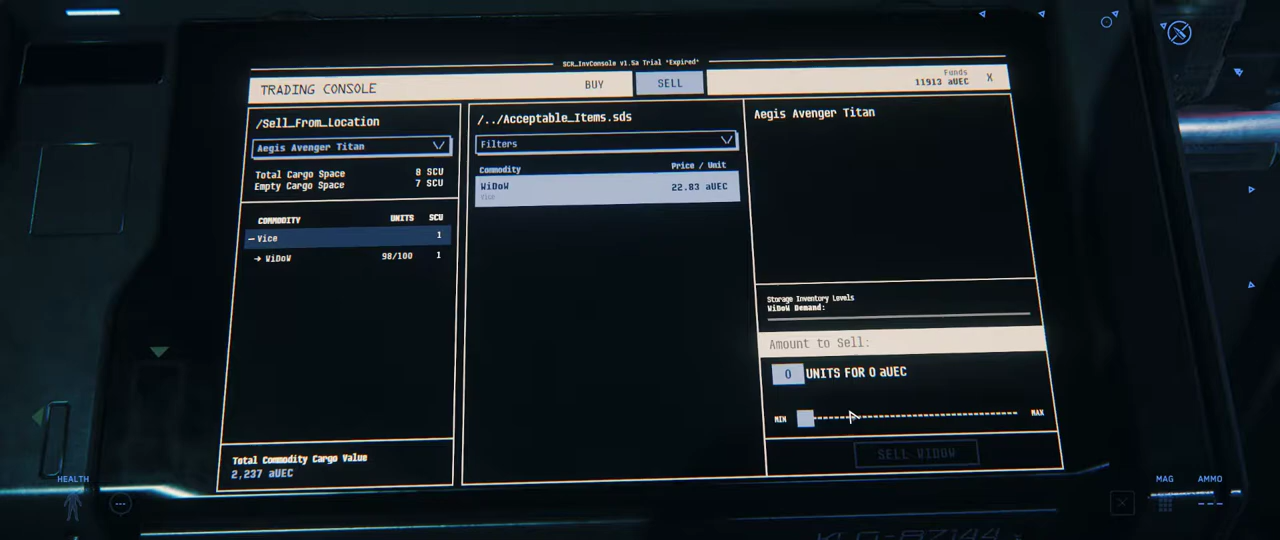 SCR_InvConsole v1.5a Trial *Expired*
TRADING CONSOLE
BUY
SELL
Funds
11913 aUEC
X
/Sell_From_Location
Aegis Avenger Titan
Total Cargo Space 8 SCU
Empty Cargo Space 7 SCU
COMMODITY UNITS SCU
Vice 1
WiDoW 98/100 1
Total Commodity Cargo Value
2,237 aUEC
/../Acceptable_Items.sds
Filters
Commodity Price / Unit
WiDoW 22.83 aUEC
Vice
Aegis Avenger Titan
Storage Inventory Levels
WiDoW Demand:
Amount to Sell:
0 UNITS FOR 0 aUEC
MIN MAX
SELL WIDOW
HEALTH
MAG AMMO